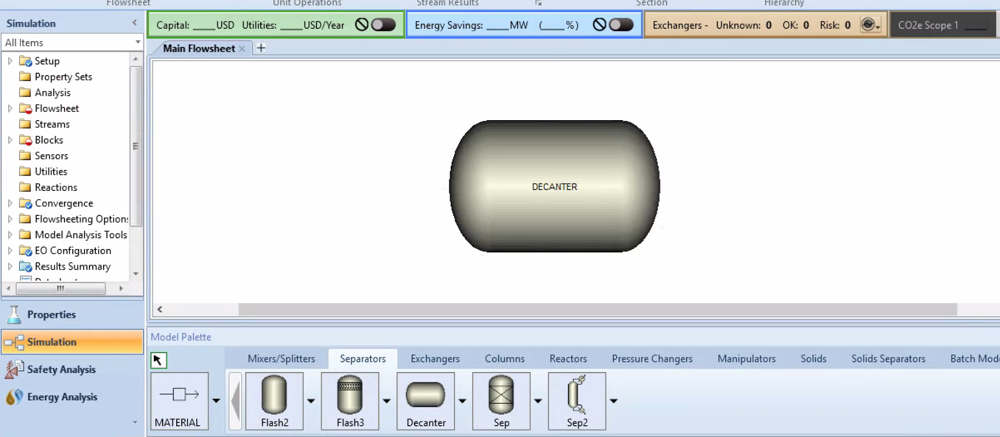 Flowsheet Unit Operations Stream Results Section Hierarchy
Simulation
Capital: ____USD Utilities: ____USD/Year Energy Savings: ____MW (____%) Exchangers - Unknown: 0 OK: 0 Risk: 0 CO2e Scope 1 ____
All Items
Main Flowsheet
Setup
Property Sets
Analysis
Flowsheet
Streams
Blocks
Sensors
Utilities
Reactions
Convergence
Flowsheeting Option
Model Analysis Tools
EO Configuration
Results Summary
DECANTER
Properties
Simulation
Safety Analysis
Energy Analysis
Model Palette
Mixers/Splitters Separators Exchangers Columns Reactors Pressure Changers Manipulators Solids Solids Separators Batch Mod
MATERIAL Flash2 Flash3 Decanter Sep Sep2